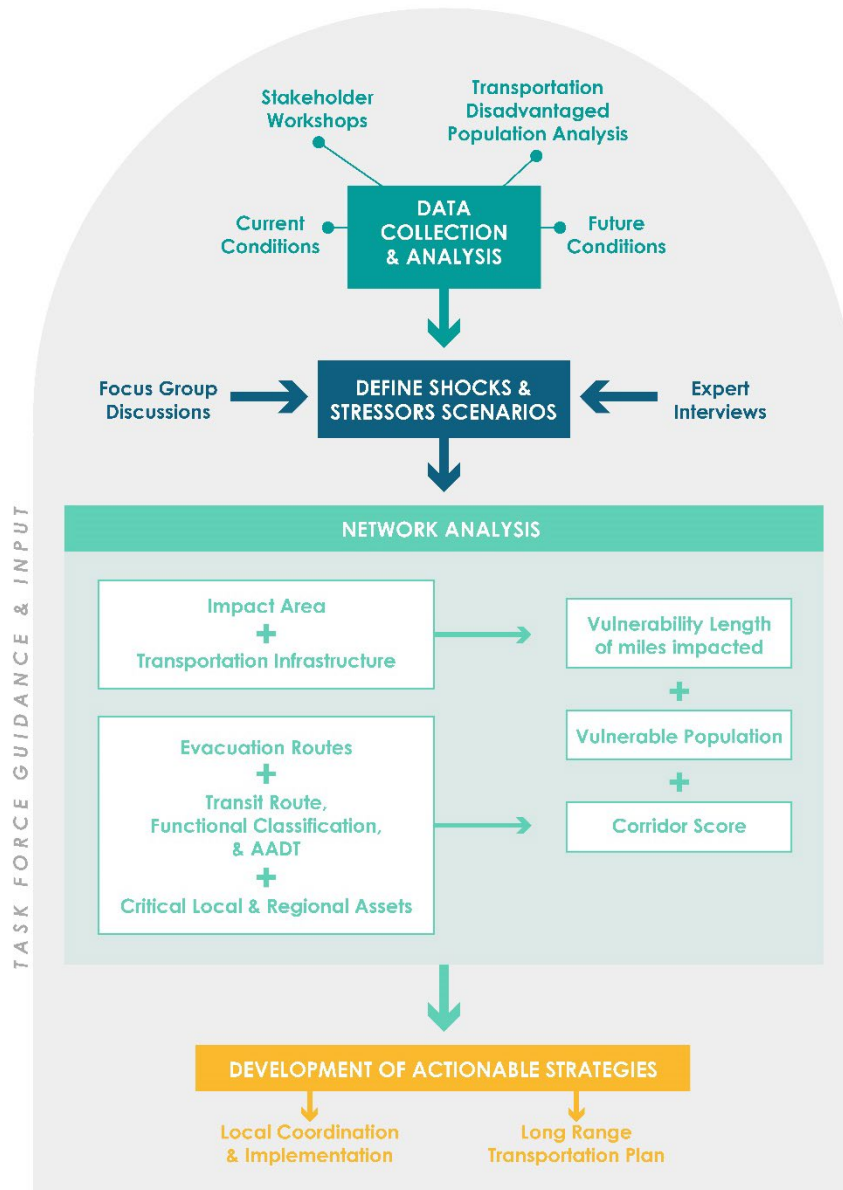 Stakeholder
Workshops
Transportation
Disadvantaged
Population Analysis
Current
Conditions
DATA
COLLECTION
& ANALYSIS
Future
Conditions
Focus Group
Discussions
DEFINE SHOCKS &
STRESSORS SCENARIOS
Expert
Interviews
TASK FORCE GUIDANCE & INPUT
NETWORK ANALYSIS
Impact Area
+
Transportation Infrastructure
Vulnerability Length
of miles impacted
+
Vulnerable Population
+
Corridor Score
Evacuation Routes
+
Transit Route,
Functional Classification,
& AADT
+
Critical Local & Regional Assets
DEVELOPMENT OF ACTIONABLE STRATEGIES
Local Coordination
& Implementation
Long Range
Transportation Plan